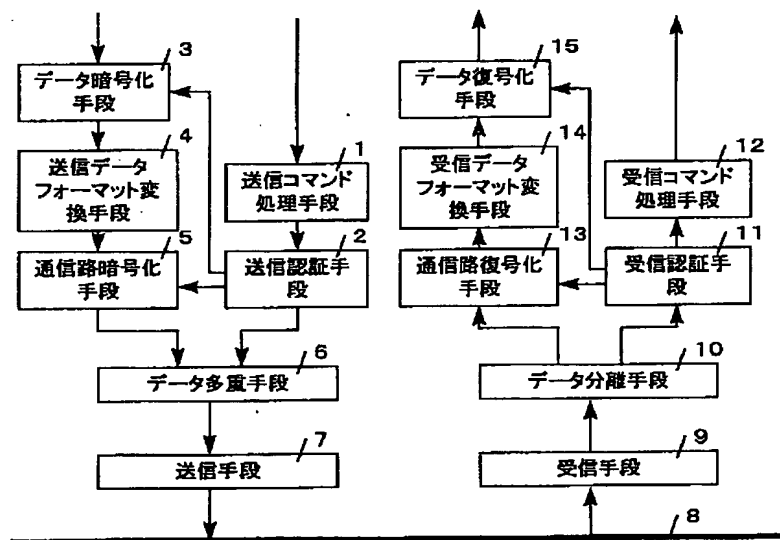 3
データ暗号化
手段
4
送信データ
フォーマット変
換手段
5
通信路暗号化
手段
1
送信コマンド
処理手段
2
送信認証手
段
6
データ多重手段
7
送信手段
15
データ復号化
手段
14
受信データ
フォーマット変
換手段
13
通信路復号化
手段
12
受信コマンド
処理手段
11
受信認証手
段
10
データ分離手段
9
受信手段
8